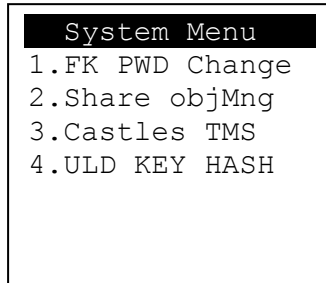 System Menu
1.FK PWD Change
2.Share objMng
3.Castles TMS
4.ULD KEY HASH